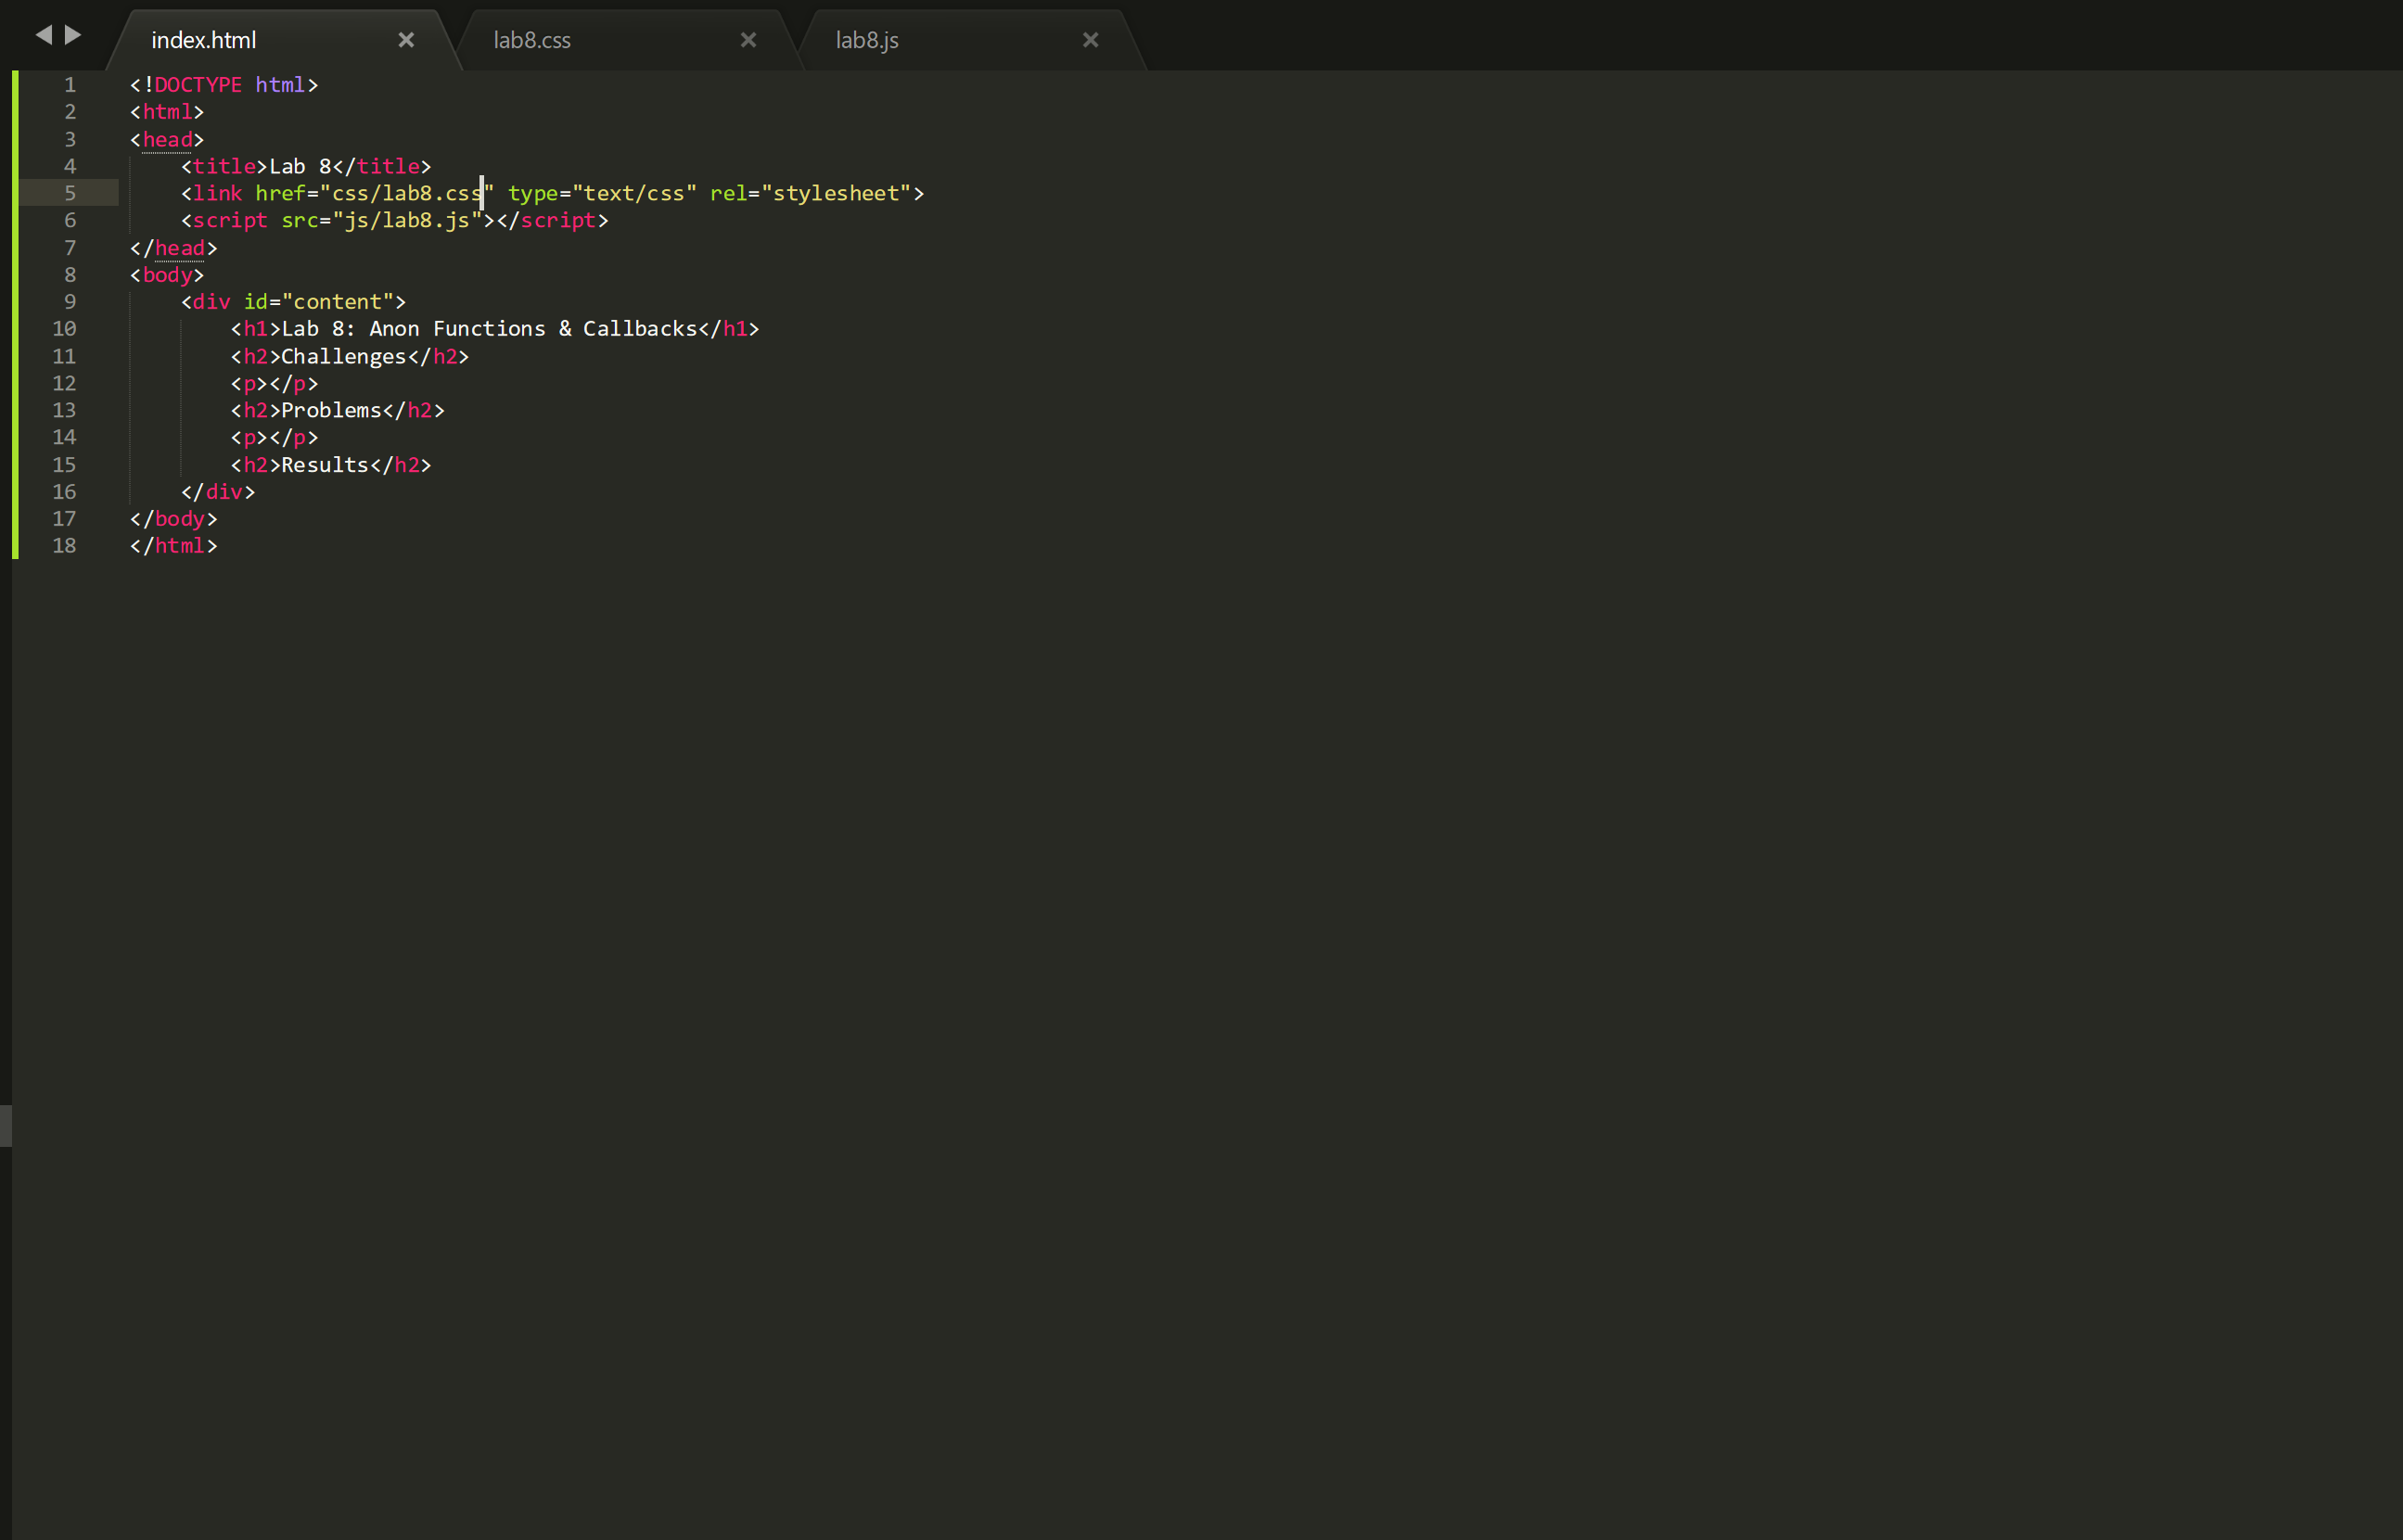 index.html × lab8.css × lab8.js ×
1 <!DOCTYPE html>
2 <html>
3 <head>
4     <title>Lab 8</title>
5     <link href="css/lab8.css" type="text/css" rel="stylesheet">
6     <script src="js/lab8.js"></script>
7 </head>
8 <body>
9     <div id="content">
10         <h1>Lab 8: Anon Functions & Callbacks</h1>
11         <h2>Challenges</h2>
12         <p></p>
13         <h2>Problems</h2>
14         <p></p>
15         <h2>Results</h2>
16     </div>
17 </body>
18 </html>